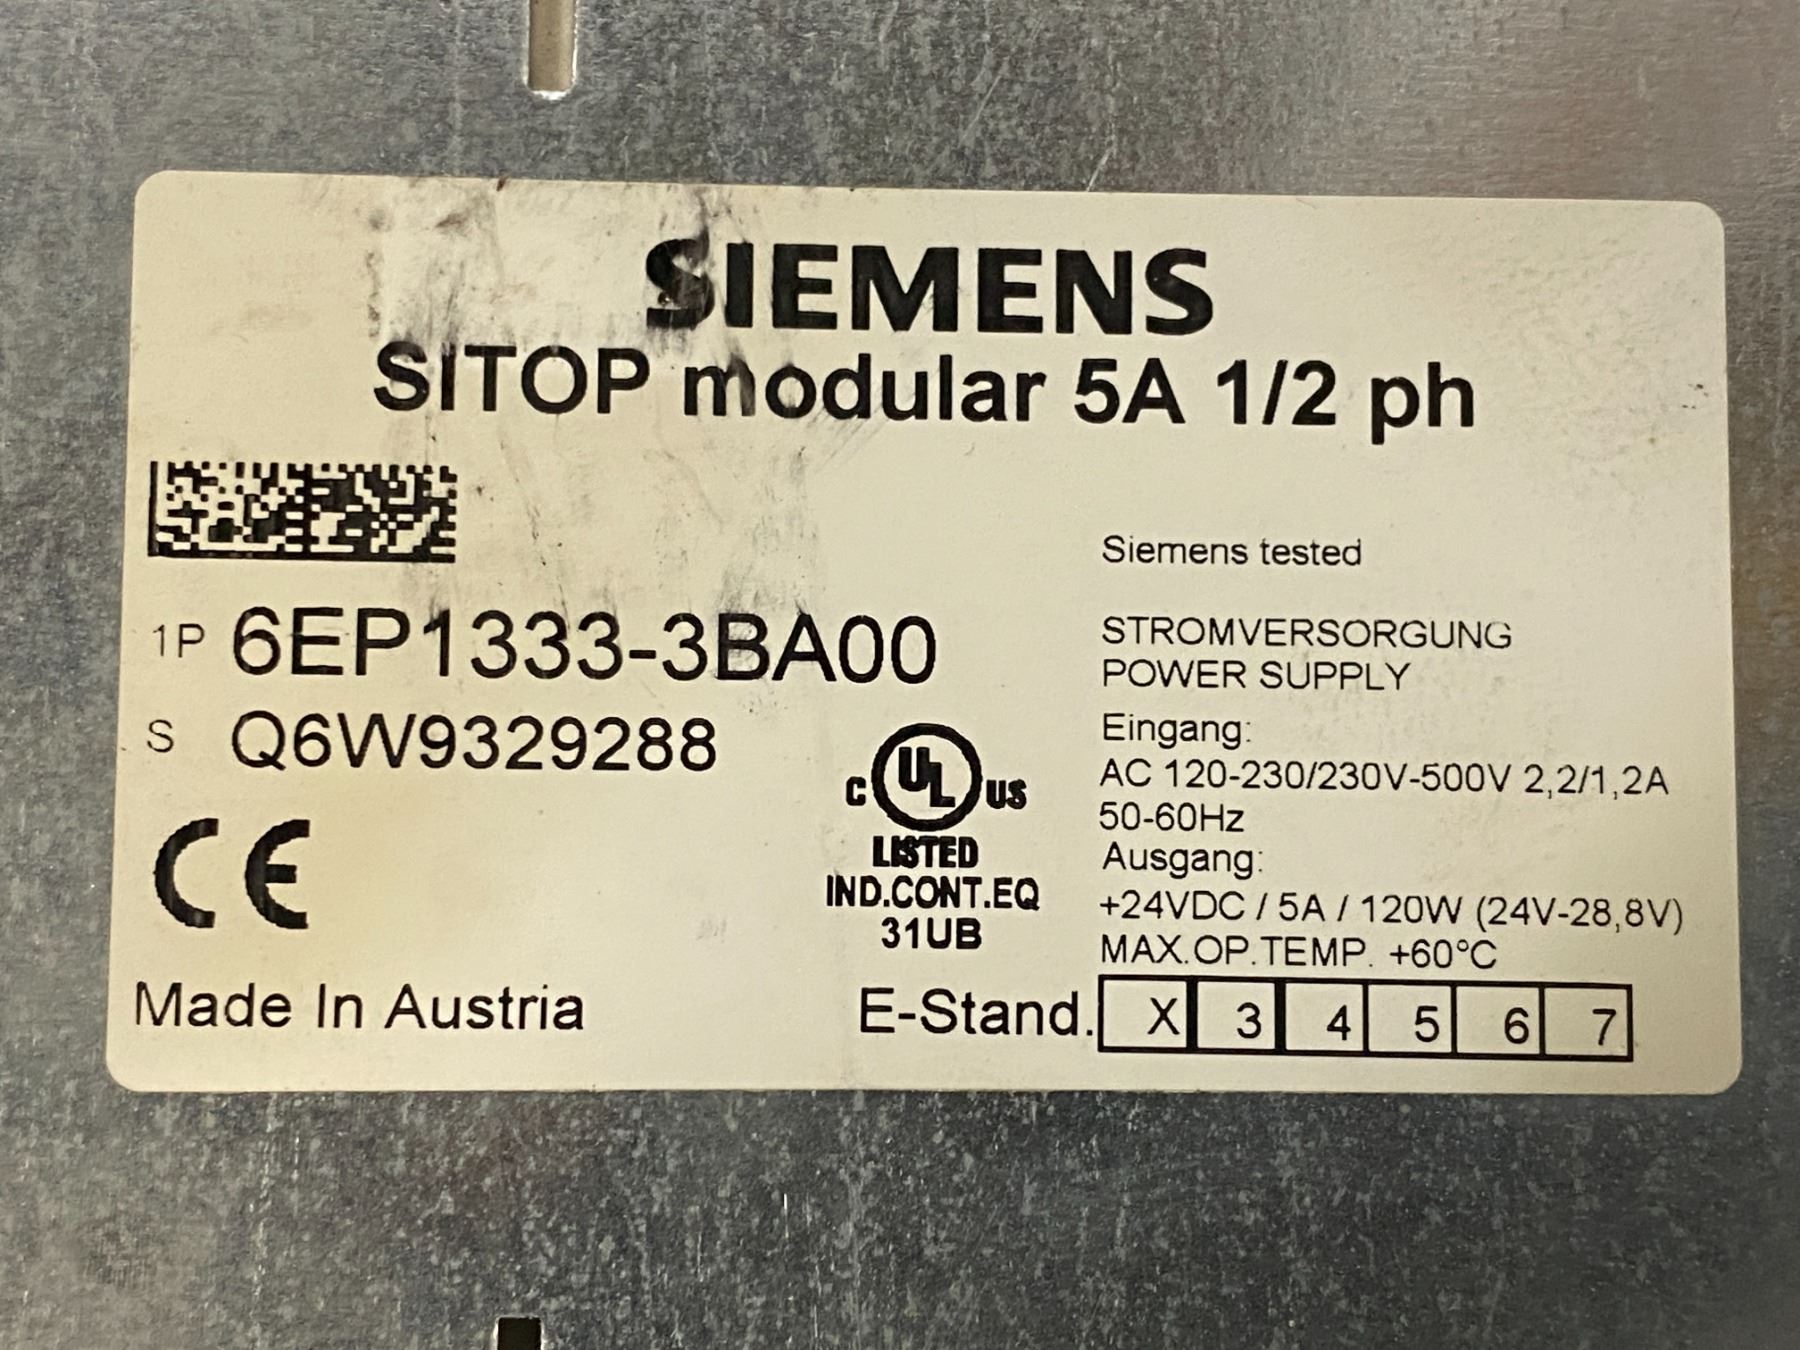 SIEMENS
SITOP modular 5A 1/2 ph
Siemens tested
1P 6EP1333-3BA00
S Q6W9329288
STROMVERSORGUNG
POWER SUPPLY
Eingang:
AC 120-230/230V-500V 2,2/1,2A
50-60Hz
Ausgang:
+24VDC / 5A / 120W (24V-28,8V)
MAX.OP.TEMP. +60°C
C UL US
LISTED
IND.CONT.EQ
31UB
CE
Made In Austria
E-Stand. X 3 4 5 6 7